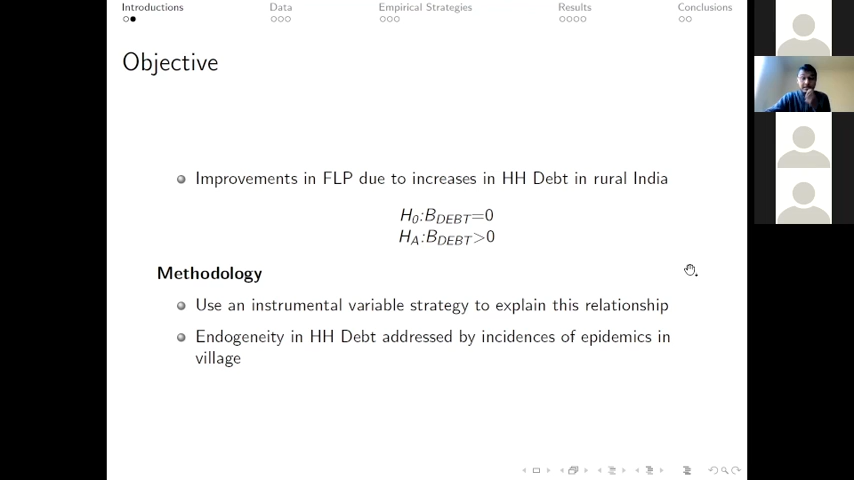 Introductions Data Empirical Strategies Results Conclusions
Objective
Improvements in FLP due to increases in HH Debt in rural India
H0:BDEBT=0
HA:BDEBT>0
Methodology
Use an instrumental variable strategy to explain this relationship
Endogeneity in HH Debt addressed by incidences of epidemics in
village